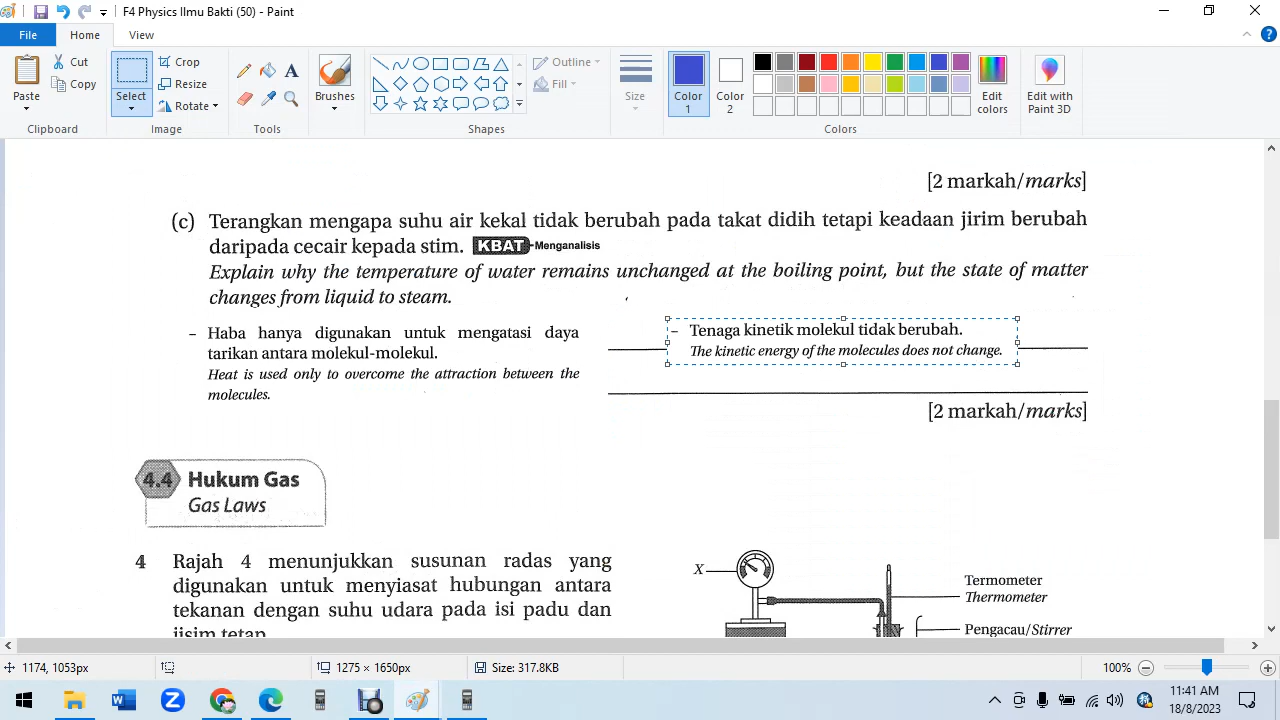 F4 Physics Ilmu Bakti (50) - Paint
File
Home
View
Paste
Cut
Copy
Clipboard
Select
Crop
Resize
Rotate
Image
A
Tools
Brushes
Shapes
Outline
Fill
Size
Color
1
Color
2
Colors
Edit
colors
Edit with
Paint 3D
[2 markah/marks]
(c) Terangkan mengapa suhu air kekal tidak berubah pada takat didih tetapi keadaan jirim berubah
daripada cecair kepada stim. KBAT Menganalisis
Explain why the temperature of water remains unchanged at the boiling point, but the state of matter
changes from liquid to steam.
– Haba hanya digunakan untuk mengatasi daya
tarikan antara molekul-molekul.
Heat is used only to overcome the attraction between the
molecules.
– Tenaga kinetik molekul tidak berubah.
The kinetic energy of the molecules does not change.
[2 markah/marks]
4.4 Hukum Gas
Gas Laws
4 Rajah 4 menunjukkan susunan radas yang
digunakan untuk menyiasat hubungan antara
tekanan dengan suhu udara pada isi padu dan
jisim tetap.
X
Termometer
Thermometer
Pengacau/Stirrer
1174, 1053px
1275 × 1650px
Size: 317.8KB
100%
11:41 AM
18/8/2023